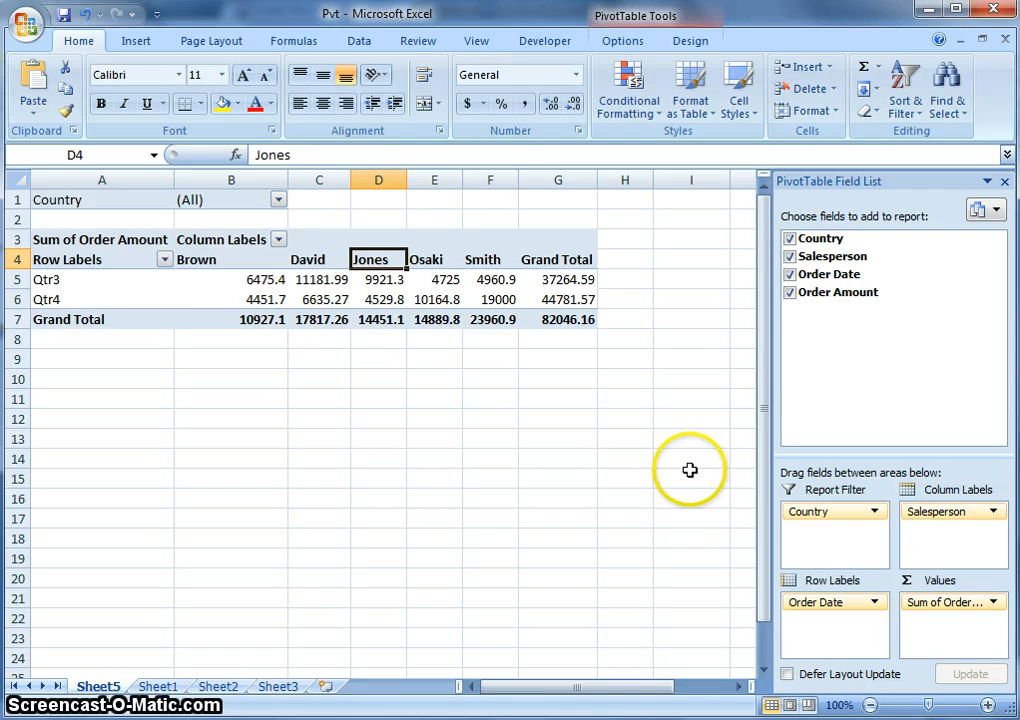 Pvt - Microsoft Excel
PivotTable Tools
Home Insert Page Layout Formulas Data Review View Developer Options Design
Calibri 11 General
Paste
B I U A $ % ,
Conditional Formatting
Format as Table
Cell Styles
Insert
Delete
Format
Sort & Filter
Find & Select
Clipboard Font Alignment Number Styles Cells Editing
D4 fx Jones
A B C D E F G H I
1 Country (All)
2
3 Sum of Order Amount Column Labels
4 Row Labels Brown David Jones Osaki Smith Grand Total
5 Qtr3 6475.4 11181.99 9921.3 4725 4960.9 37264.59
6 Qtr4 4451.7 6635.27 4529.8 10164.8 19000 44781.57
7 Grand Total 10927.1 17817.26 14451.1 14889.8 23960.9 82046.16
8
9
10
11
12
13
14
15
16
17
18
19
20
21
22
23
24
25
PivotTable Field List
Choose fields to add to report:
Country
Salesperson
Order Date
Order Amount
Drag fields between areas below:
Report Filter Column Labels
Country Salesperson
Row Labels Σ Values
Order Date Sum of Order...
Defer Layout Update Update
Sheet5 Sheet1 Sheet2 Sheet3
100%
Screencast-O-Matic.com